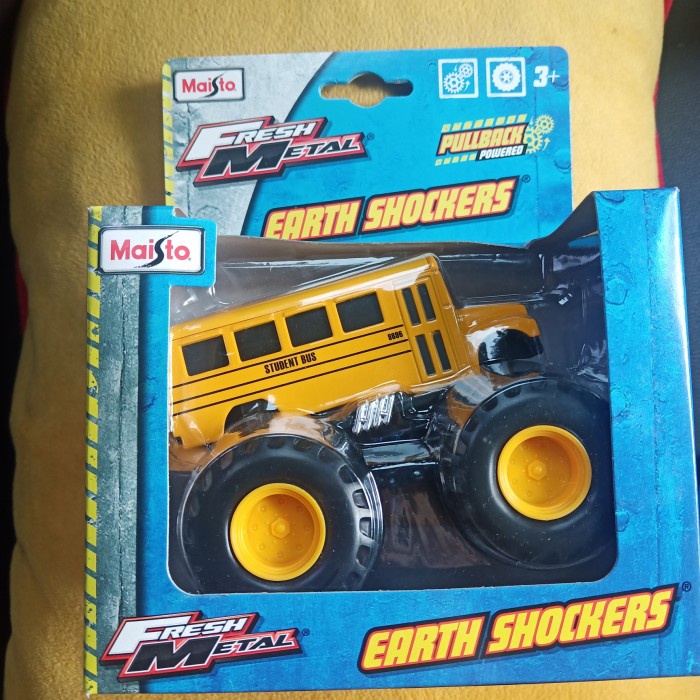 Maisto
3+
FRESH
METAL®
PULLBACK
POWERED
EARTH SHOCKERS®
Maisto
STUDENT BUS
FRESH
METAL®
EARTH SHOCKERS®